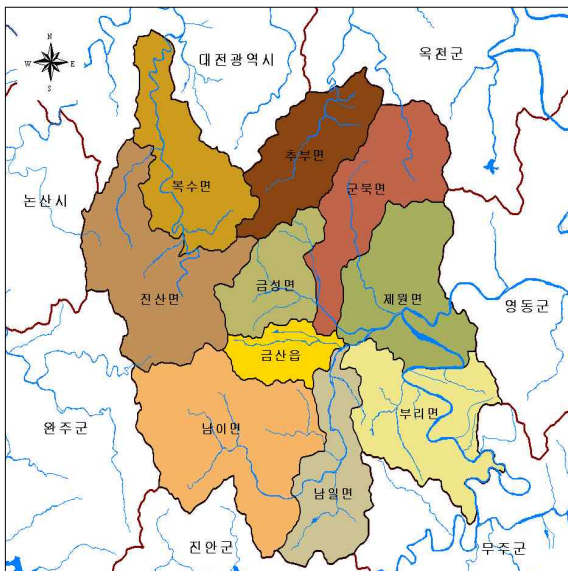 N
W E
S
대전광역시
옥천군
추부면
복수면
군북면
논산시
금성면
진산면
제원면
영동군
금산읍
부리면
남이면
완주군
남일면
진안군
무주군